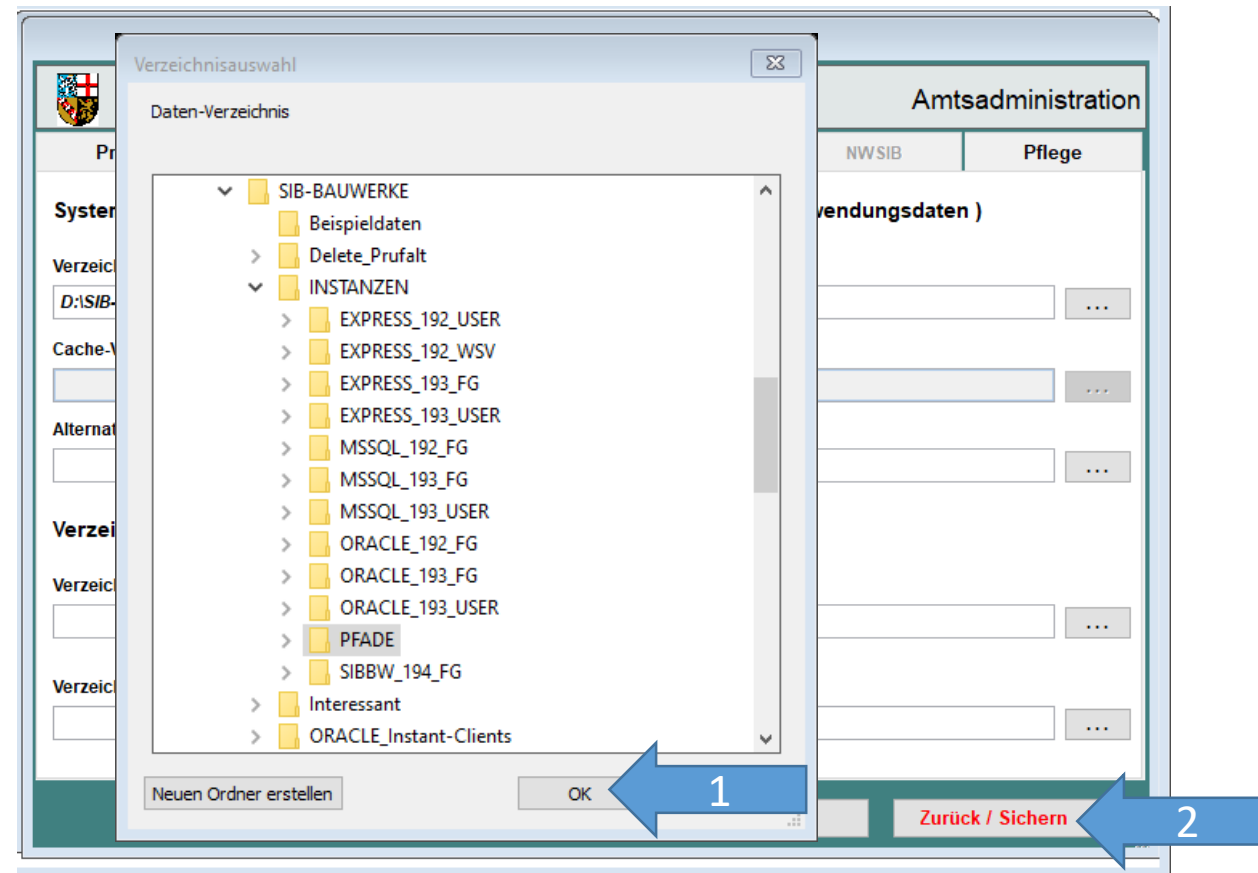 Verzeichnisauswahl
Daten-Verzeichnis
Amtsadministration
NWSIB
Pflege
SIB-BAUWERKE
Beispieldaten
Delete_Prufalt
INSTANZEN
EXPRESS_192_USER
EXPRESS_192_WSV
EXPRESS_193_FG
EXPRESS_193_USER
MSSQL_192_FG
MSSQL_193_FG
MSSQL_193_USER
ORACLE_192_FG
ORACLE_193_FG
ORACLE_193_USER
PFADE
SIBBW_194_FG
Interessant
ORACLE_Instant-Clients
Neuen Ordner erstellen
OK
1
D:\SIB-
...
...
...
...
...
Zurück / Sichern
2